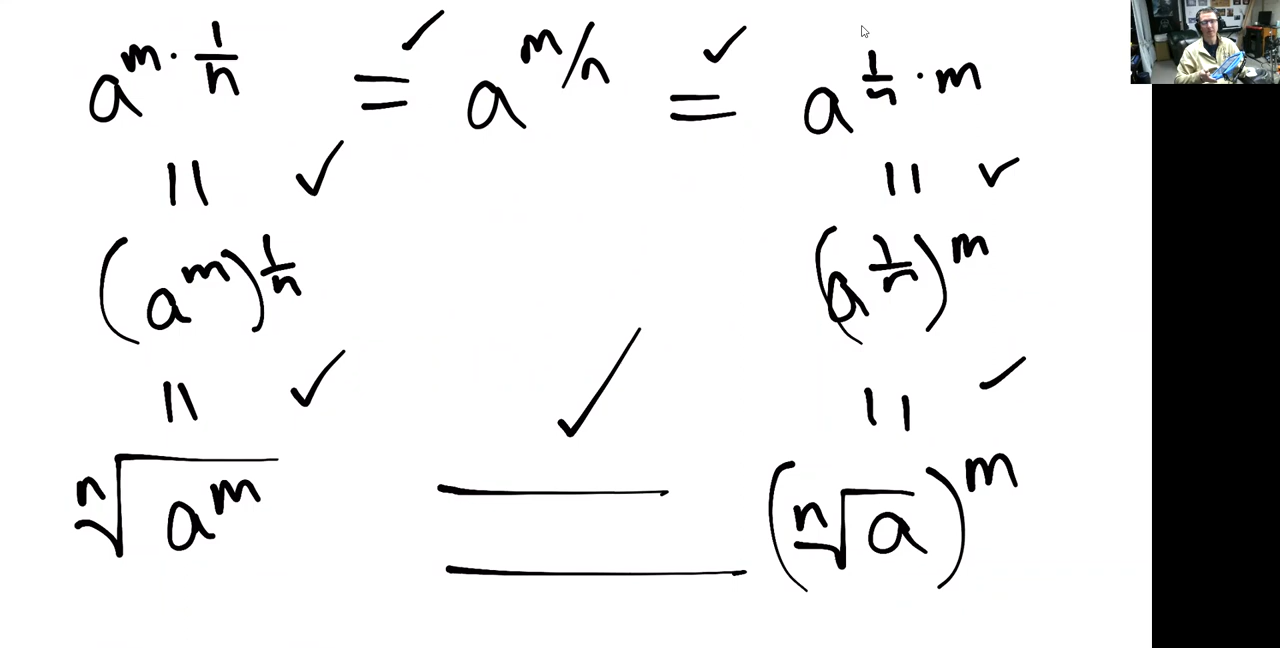 a^{m · 1/n} = ✓ a^{m/n} = ✓ a^{1/n · m}
|| ✓ || ✓
(a^m)^{1/n} (a^{1/n})^m
|| ✓ ✓ || ✓
ⁿ√(a^m) = (ⁿ√a)^m